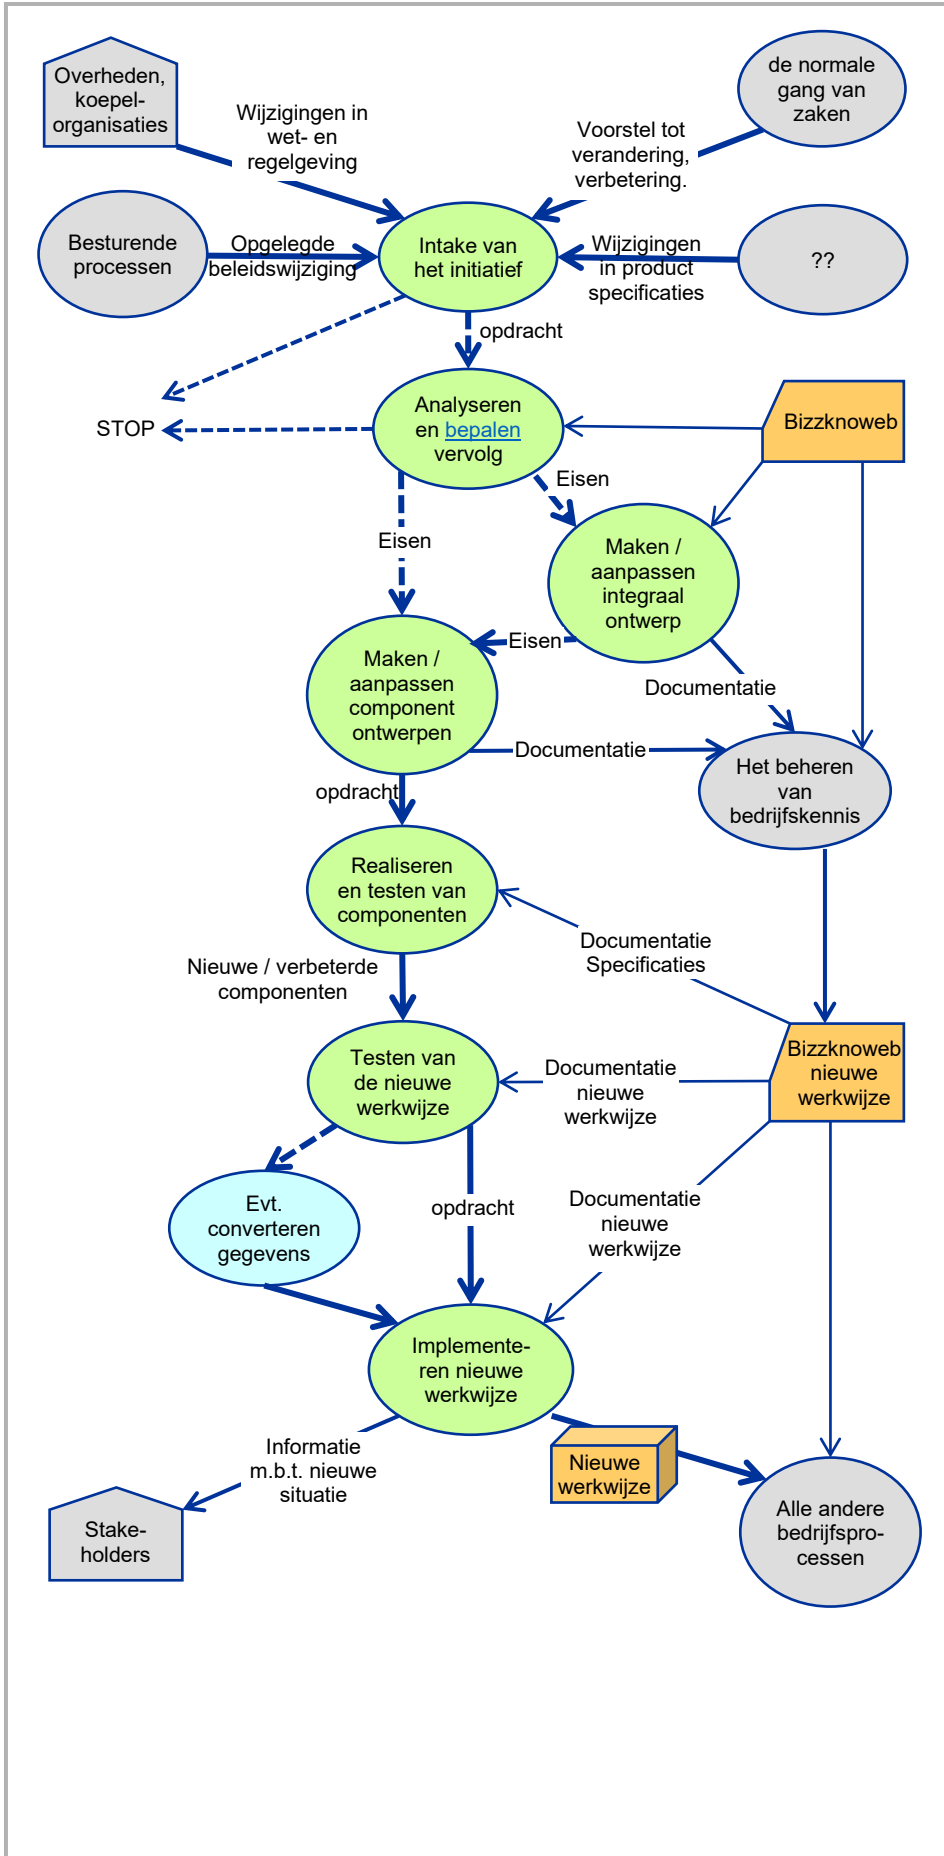 Overheden,
koepel-
organisaties
de normale
gang van
zaken
Wijzigingen in
wet- en
regelgeving
Voorstel tot
verandering,
verbetering.
Besturende
processen
Opgelegde
beleidswijziging
Intake van
het initiatief
Wijzigingen
in product
specificaties
??
opdracht
STOP
Analyseren
en bepalen
vervolg
Bizzknoweb
Eisen
Eisen
Maken /
aanpassen
integraal
ontwerp
Eisen
Maken /
aanpassen
component
ontwerpen
Documentatie
Documentatie
Het beheren
van
bedrijfskennis
opdracht
Realiseren
en testen van
componenten
Documentatie
Specificaties
Nieuwe / verbeterde
componenten
Testen van
de nieuwe
werkwijze
Documentatie
nieuwe
werkwijze
Bizzknoweb
nieuwe
werkwijze
Evt.
converteren
gegevens
opdracht
Documentatie
nieuwe
werkwijze
Implemente-
ren nieuwe
werkwijze
Informatie
m.b.t. nieuwe
situatie
Nieuwe
werkwijze
Stake-
holders
Alle andere
bedrijfspro-
cessen